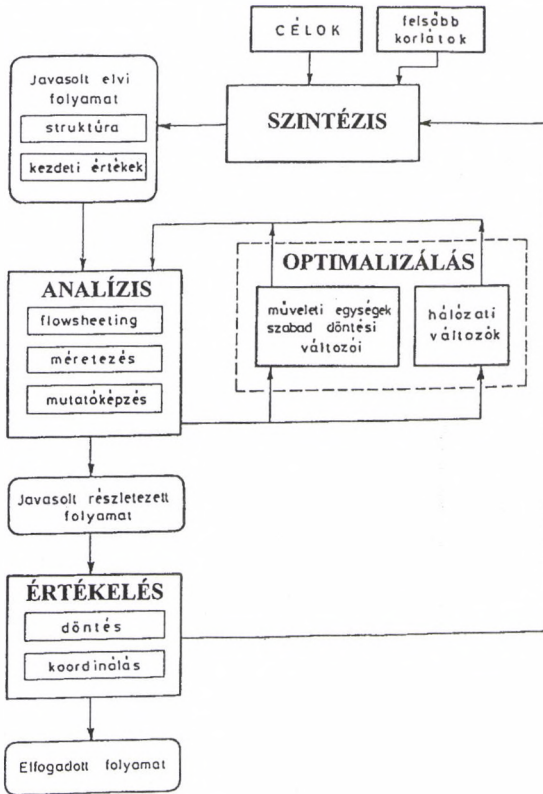 CÉLOK
felsőbb
korlátok
SZINTÉZIS
Javasolt elvi
folyamat
struktúra
kezdeti értékek
ANALÍZIS
flowsheeting
méretezés
mutatóképzés
OPTIMALIZÁLÁS
műveleti egységek
szabad döntési
változói
hálózati
változók
Javasolt részletezett
folyamat
ÉRTÉKELÉS
döntés
koordinálás
Elfogadott folyamat